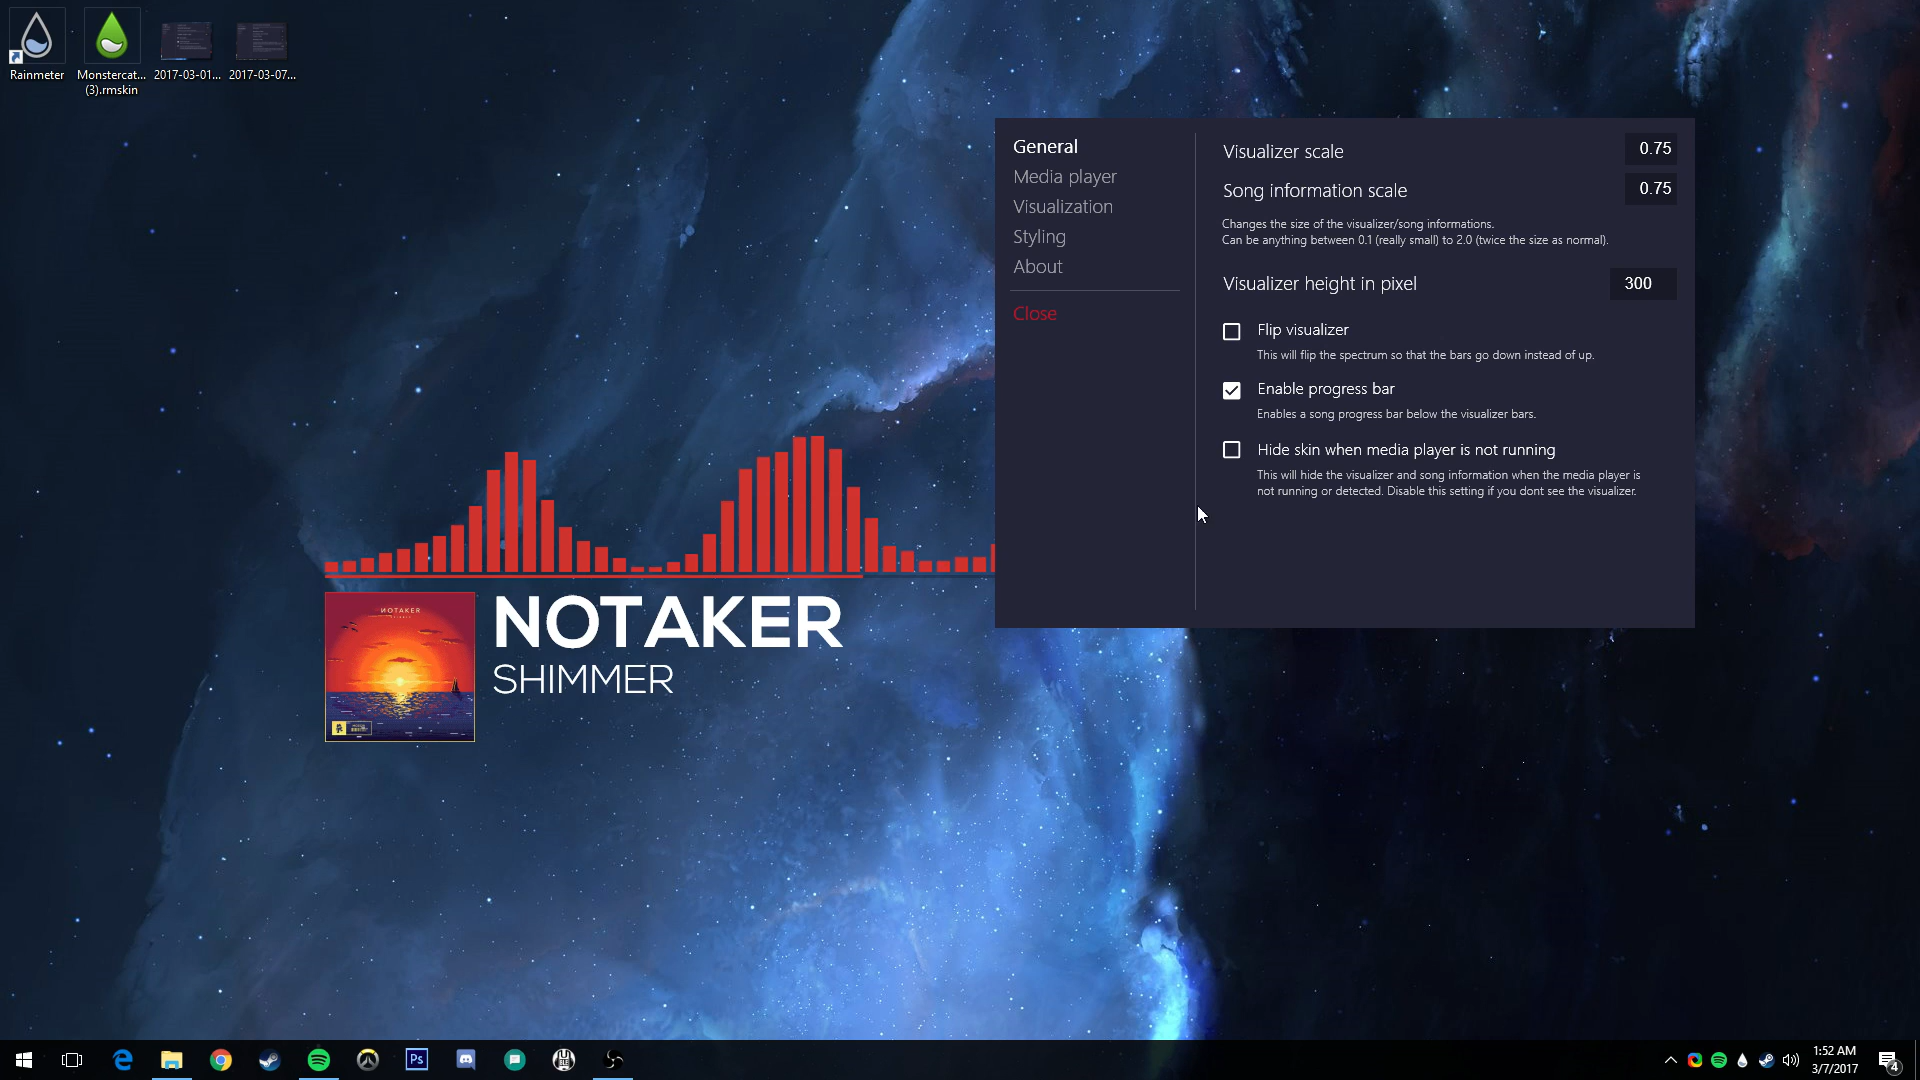 Rainmeter
Monstercat...
(3).rmskin
2017-03-01...
2017-03-07...
General
Media player
Visualization
Styling
About
Close
Visualizer scale
0.75
Song information scale
0.75
Changes the size of the visualizer/song informations.
Can be anything between 0.1 (really small) to 2.0 (twice the size as normal).
Visualizer height in pixel
300
Flip visualizer
This will flip the spectrum so that the bars go down instead of up.
Enable progress bar
Enables a song progress bar below the visualizer bars.
Hide skin when media player is not running
This will hide the visualizer and song information when the media player is
not running or detected. Disable this setting if you dont see the visualizer.
NOTAKER
NOTAKER
SHIMMER
Ps
1:52 AM
3/7/2017
4